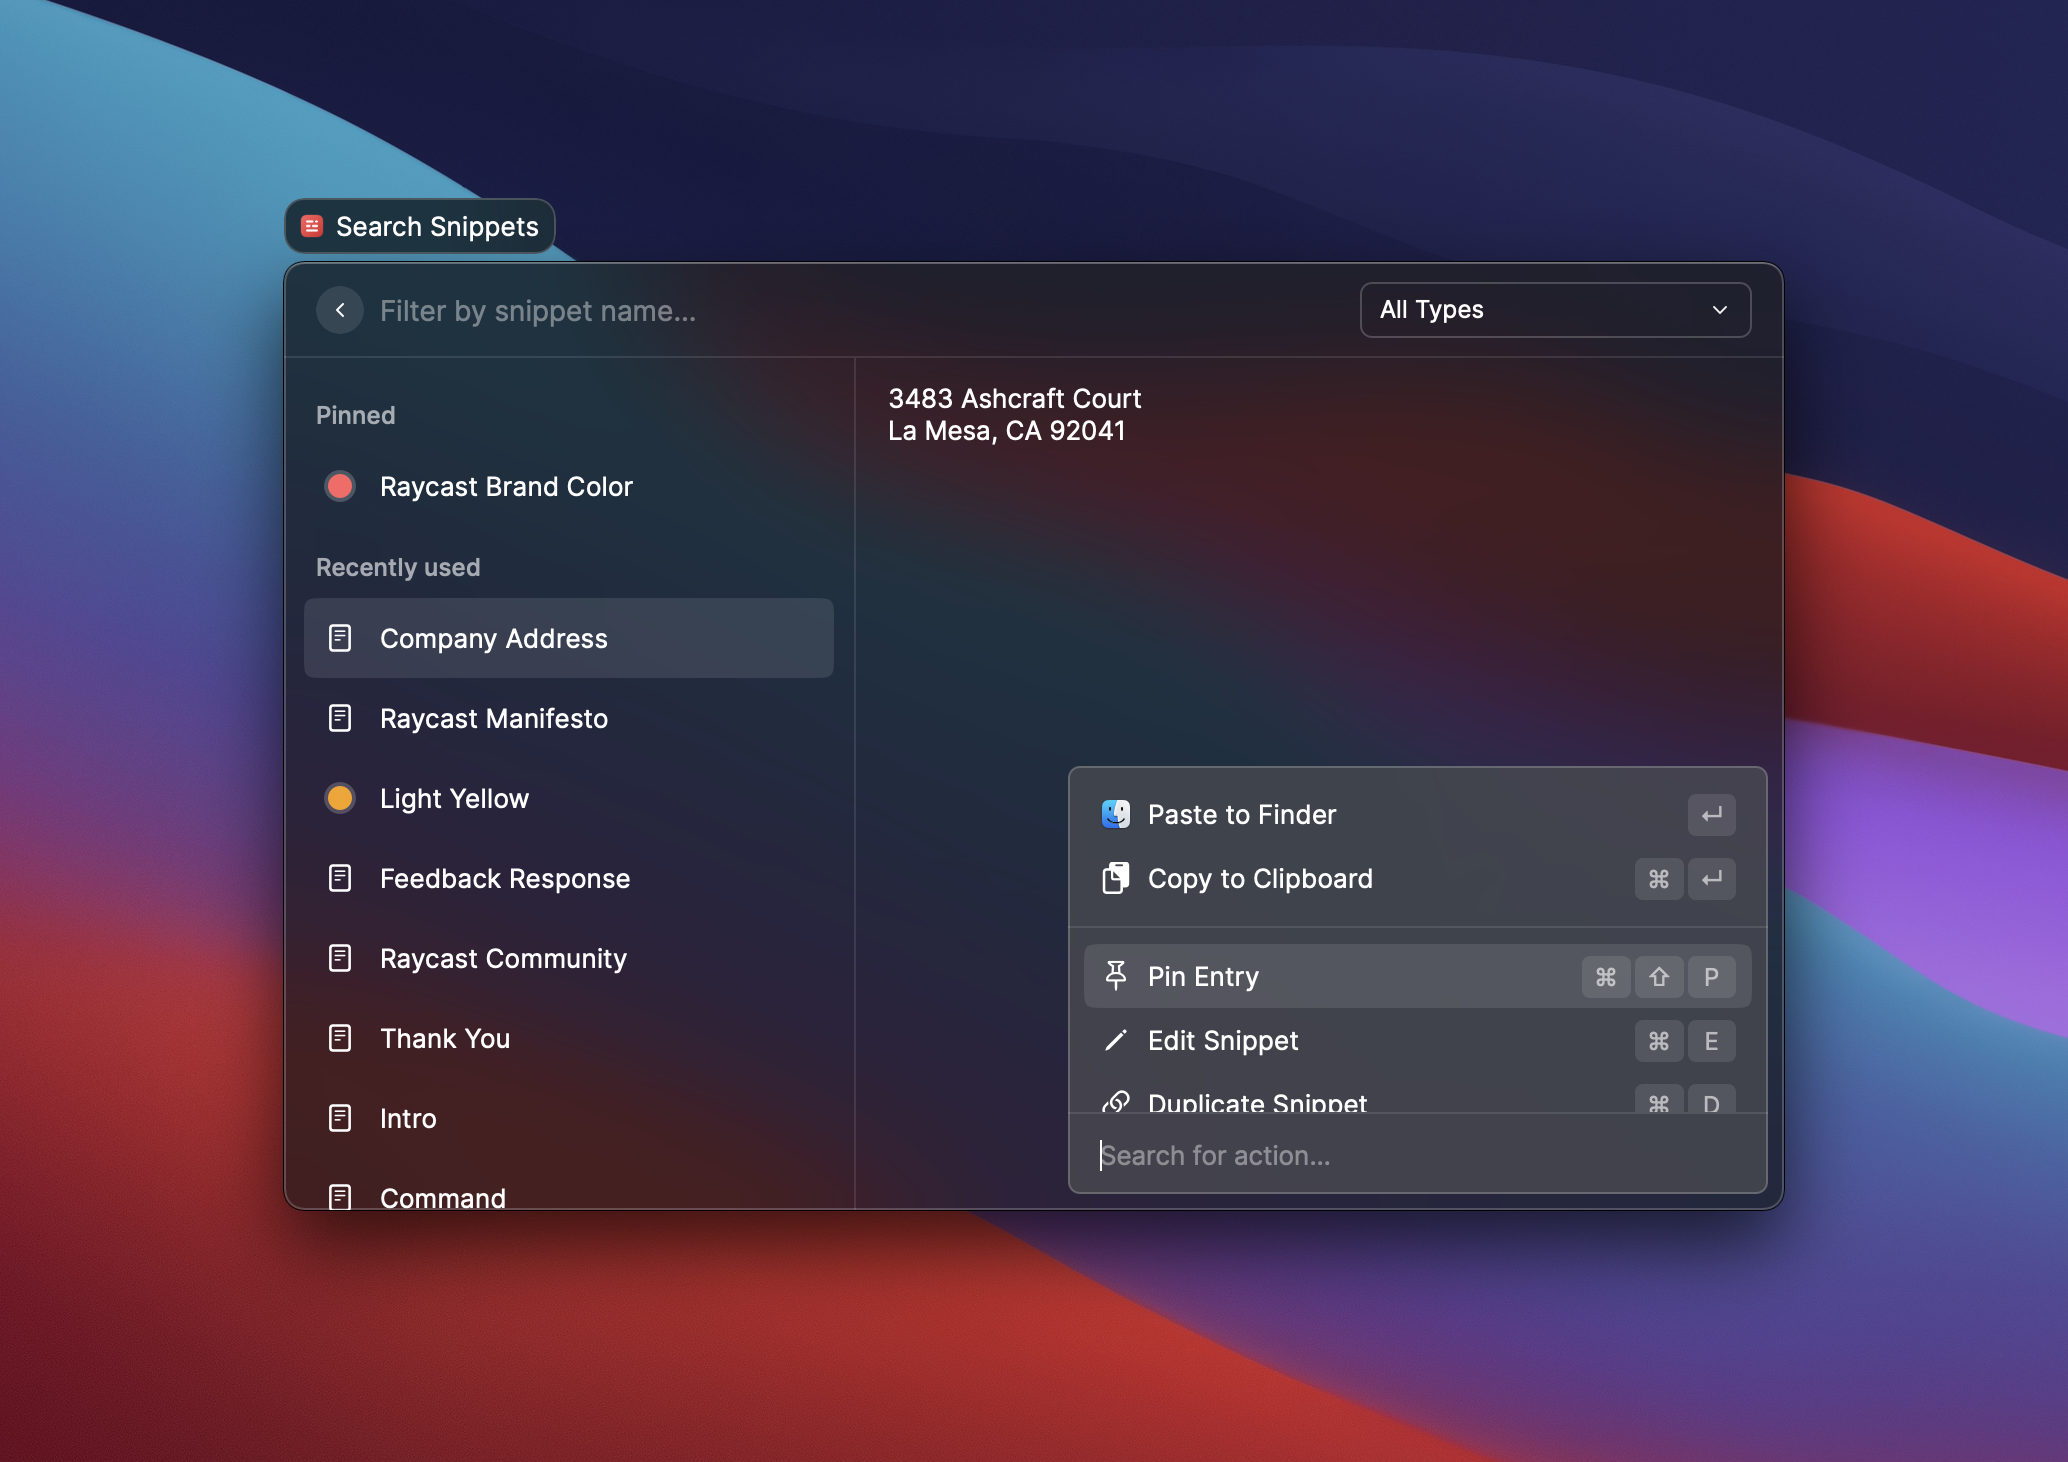 Search Snippets
Filter by snippet name...
All Types
Pinned
Raycast Brand Color
Recently used
Company Address
Raycast Manifesto
Light Yellow
Feedback Response
Raycast Community
Thank You
Intro
Command
3483 Ashcraft Court
La Mesa, CA 92041
Paste to Finder ↵
Copy to Clipboard ⌘ ↵
Pin Entry ⌘ ⇧ P
Edit Snippet ⌘ E
Duplicate Snippet ⌘ D
Search for action...